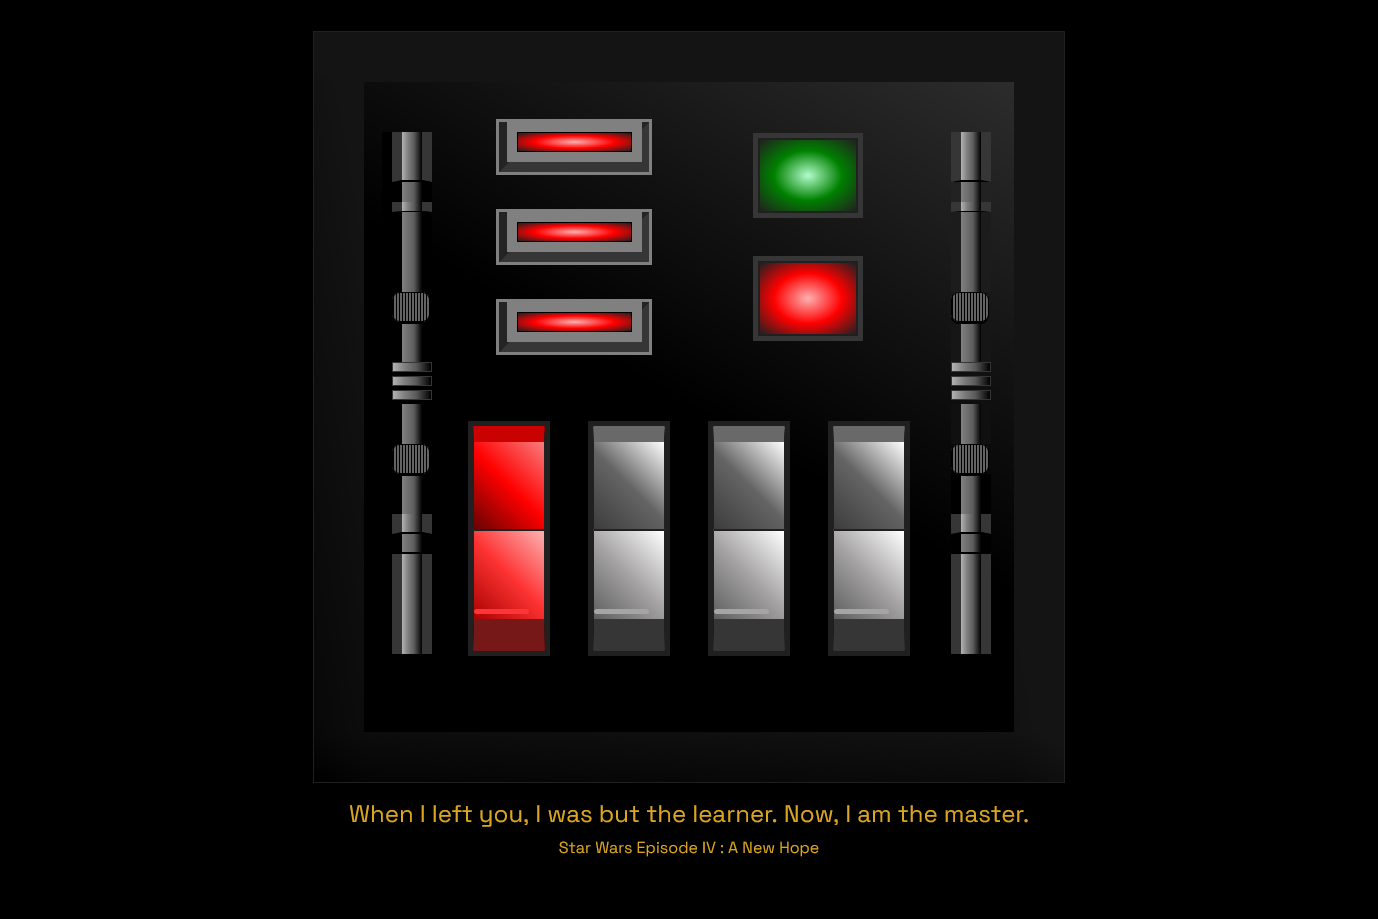 When I left you, I was but the learner. Now, I am the master.
Star Wars Episode IV : A New Hope